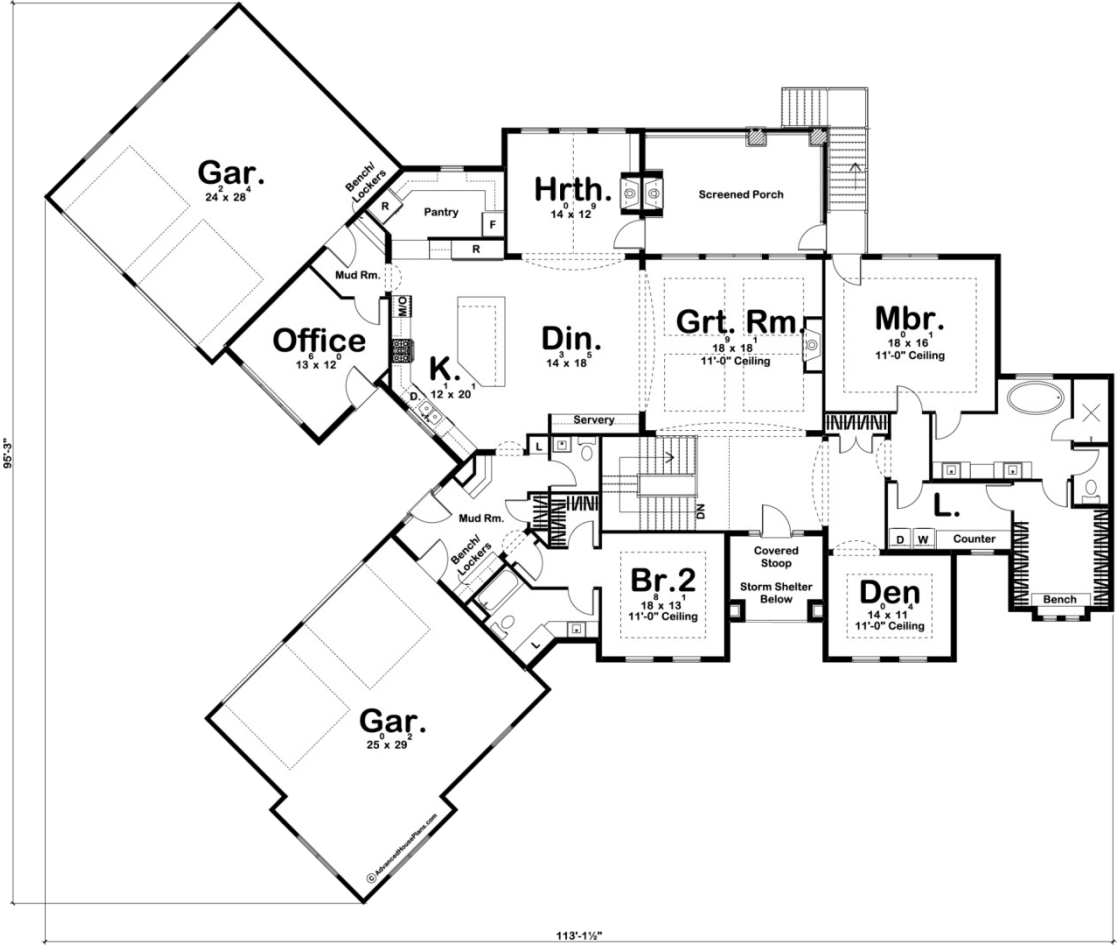 Gar.
24² x 28⁴
Bench/
Lockers
R
Pantry
F
R
Hrth.
14⁰ x 12⁹
Screened Porch
Mud Rm.
Office
13⁶ x 12⁰
M/O
K.
12¹ x 20¹
D.
Din.
14³ x 18⁵
Servery
Grt. Rm.
18⁹ x 18¹
11'-0" Ceiling
Mbr.
18⁰ x 16¹
11'-0" Ceiling
L
DN
Mud Rm.
Bench/
Lockers
L
Br.2
18⁸ x 13¹
11'-0" Ceiling
Covered
Stoop
Storm Shelter
Below
L.
D
W
Counter
Den
14⁰ x 11⁴
11'-0" Ceiling
Bench
Gar.
25⁰ x 29²
© AdvancedHousePlans.com
95'-3"
113'-1½"